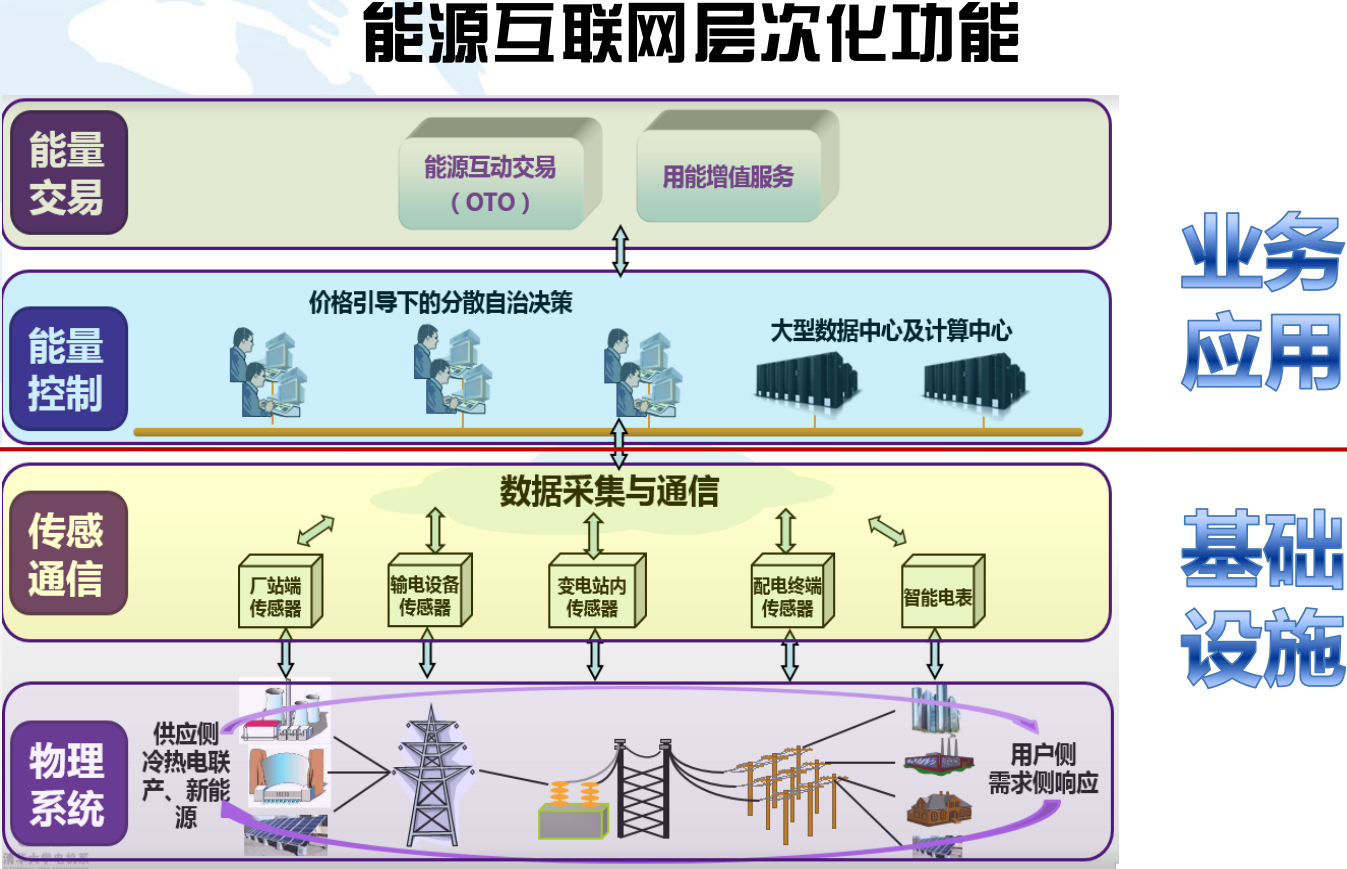 能源互联网层次化功能
能量
交易
能源互动交易
（OTO）
用能增值服务
业务
应用
能量
控制
价格引导下的分散自治决策
大型数据中心及计算中心
传感
通信
数据采集与通信
厂站端
传感器
输电设备
传感器
变电站内
传感器
配电终端
传感器
智能电表
基础
设施
物理
系统
供应侧
冷热电联
产、新能
源
用户侧
需求侧响应
清华大学电机系